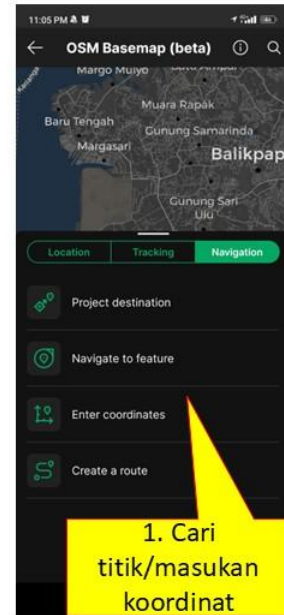 11:05 PM
OSM Basemap (beta)
Margo Mulyo
Muara Rapak
Baru Tengah
Gunung Samarinda
Margasari
Balikpap
Gunung Sari
Ulu
Location Tracking Navigation
Project destination
Navigate to feature
Enter coordinates
Create a route
1. Cari
titik/masukan
koordinat